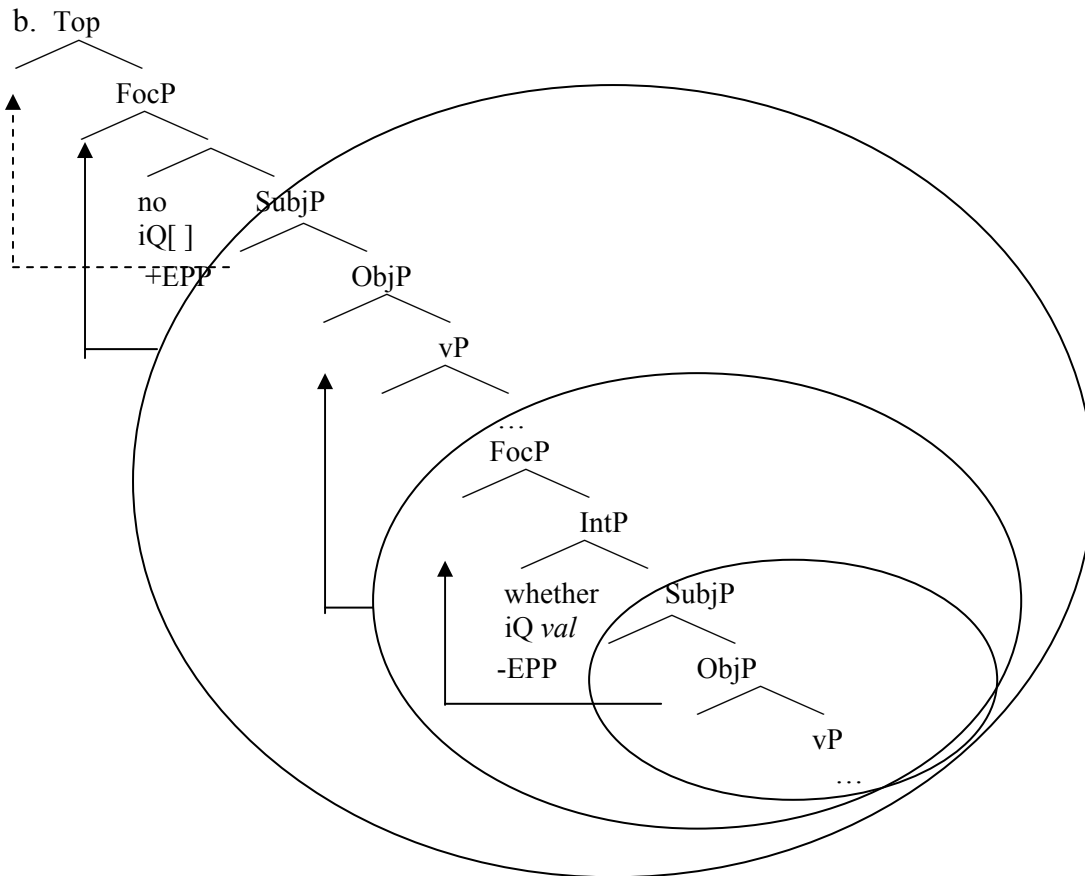 b. Top
FocP
no SubjP
iQ[ ]
+EPP ObjP
vP
…
FocP
IntP
whether SubjP
iQ val
-EPP ObjP
vP
…